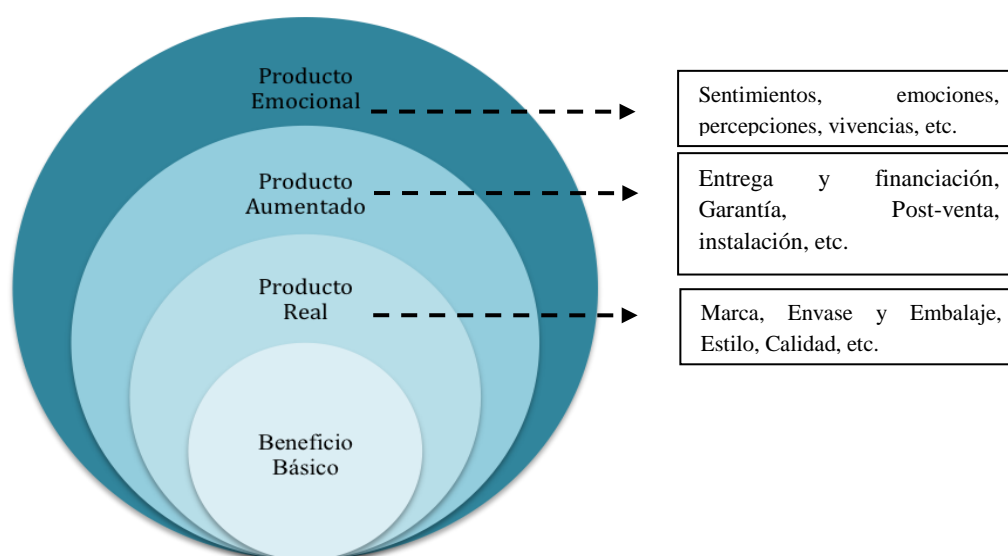 Producto
Emocional
Sentimientos, emociones,
percepciones, vivencias, etc.
Producto
Aumentado
Entrega y financiación,
Garantía, Post-venta,
instalación, etc.
Producto
Real
Marca, Envase y Embalaje,
Estilo, Calidad, etc.
Beneficio
Básico